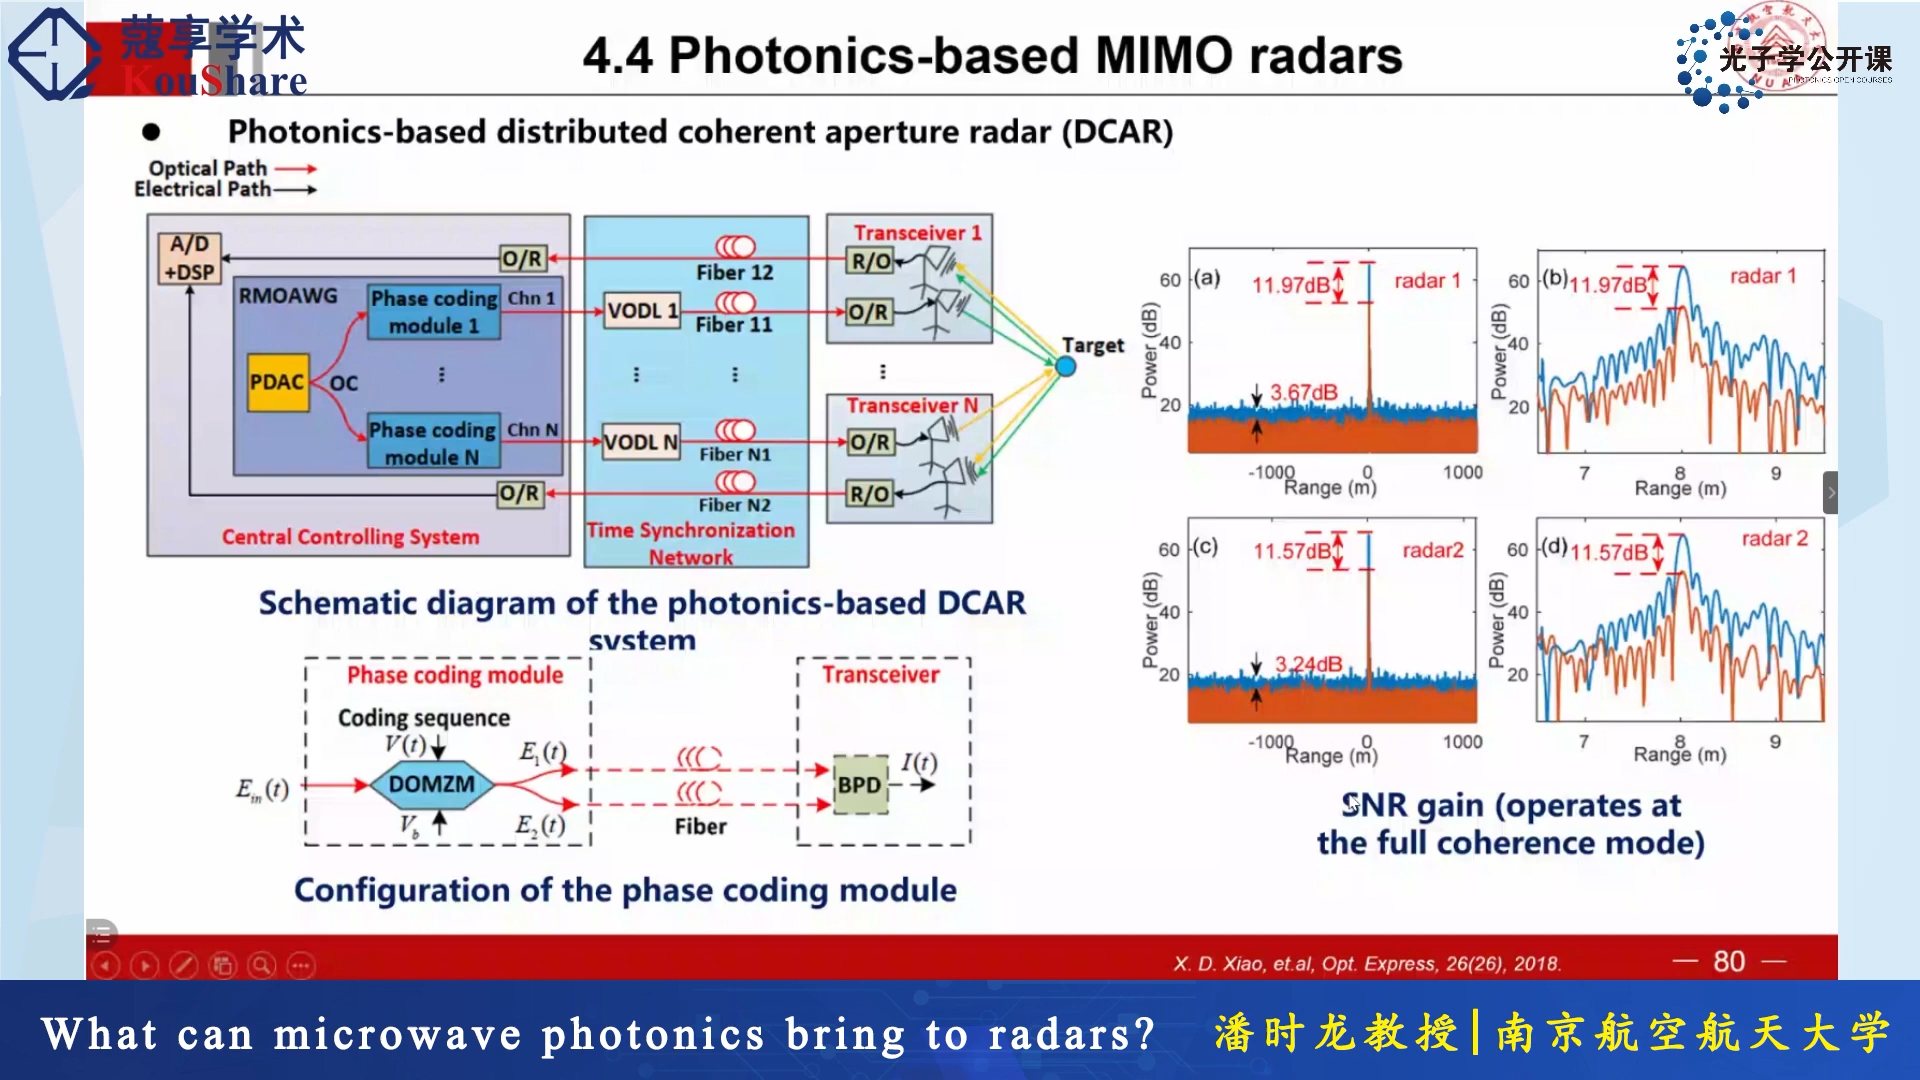 蔻享学术
KouShare
4.4 Photonics-based MIMO radars
光子学公开课
PHOTONICS OPEN COURSES
● Photonics-based distributed coherent aperture radar (DCAR)
Optical Path
Electrical Path
A/D
+DSP
O/R
RMOAWG
Phase coding
module 1
Chn 1
PDAC
OC
⋮
Phase coding
module N
Chn N
O/R
Central Controlling System
Fiber 12
VODL 1
Fiber 11
⋮
⋮
VODL N
Fiber N1
Fiber N2
Time Synchronization
Network
Transceiver 1
R/O
O/R
⋮
Transceiver N
O/R
R/O
Target
Schematic diagram of the photonics-based DCAR
system
Phase coding module
Coding sequence
V(t)
E_in(t)
DOMZM
V_b
E_1(t)
E_2(t)
Fiber
Transceiver
BPD
I(t)
Configuration of the phase coding module
(a)
11.97dB
radar 1
3.67dB
Power (dB)
60
40
20
-1000
0
1000
Range (m)
(b)
11.97dB
radar 1
Power (dB)
60
40
20
7
8
9
Range (m)
(c)
11.57dB
radar2
3.24dB
Power (dB)
60
40
20
-1000
0
1000
Range (m)
(d)
11.57dB
radar 2
Power (dB)
60
40
20
7
8
9
Range (m)
SNR gain (operates at
the full coherence mode)
X. D. Xiao, et.al, Opt. Express, 26(26), 2018.
— 80 —
What can microwave photonics bring to radars?
潘时龙教授|南京航空航天大学